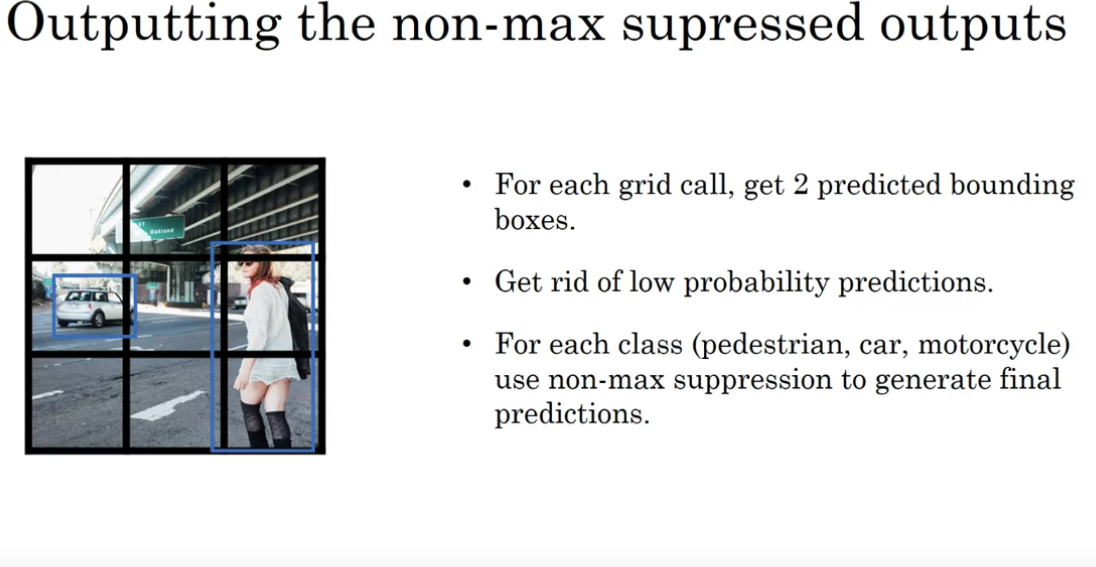 Outputting the non-max supressed outputs
Oakland
• For each grid call, get 2 predicted bounding
boxes.
• Get rid of low probability predictions.
• For each class (pedestrian, car, motorcycle)
use non-max suppression to generate final
predictions.